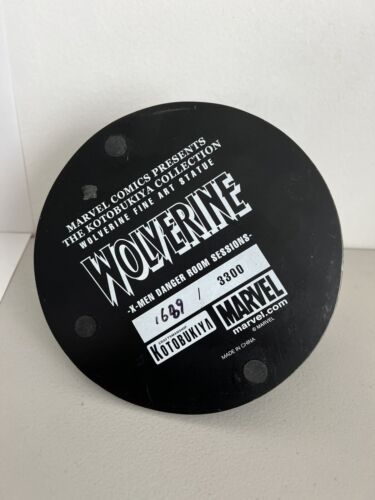 MARVEL COMICS PRESENTS
THE KOTOBUKIYA COLLECTION
WOLVERINE FINE ART STATUE
WOLVERINE
-X-MEN DANGER ROOM SESSIONS-
/ 3300
KOTOBUKIYA
MARVEL
marvel.com
© MARVEL
MADE IN CHINA